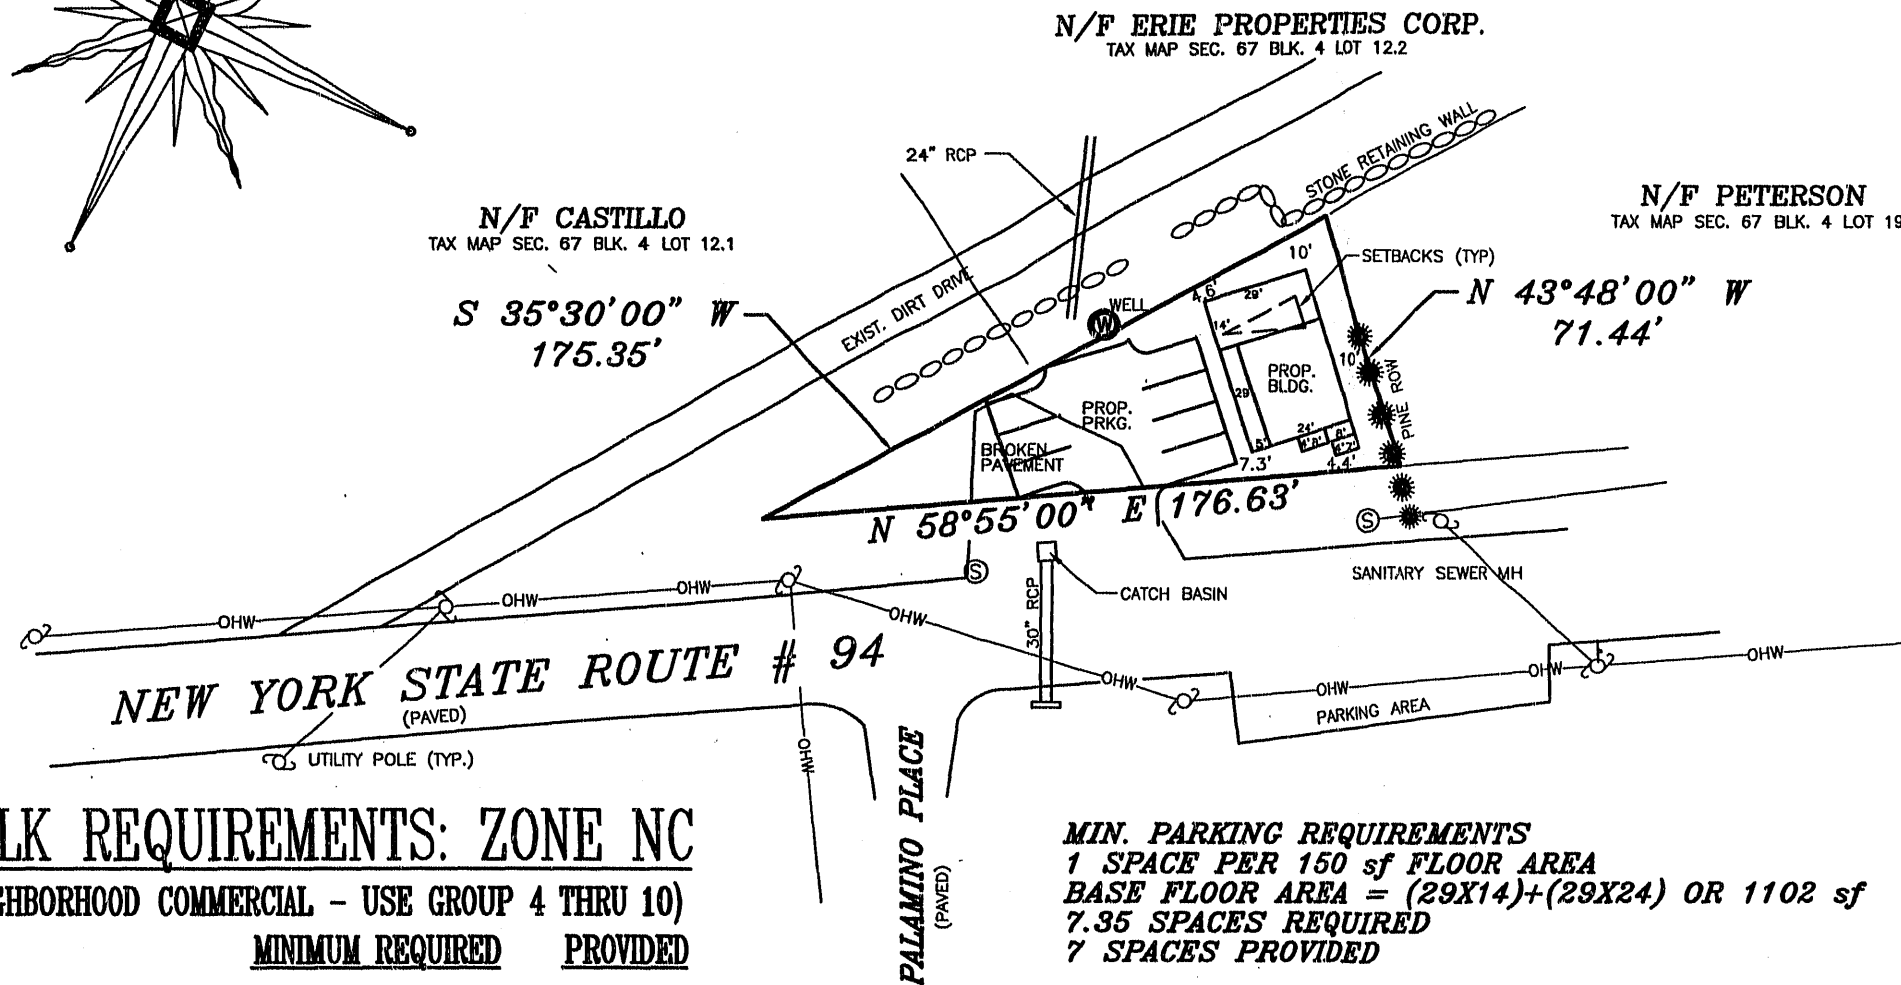 N/F ERIE PROPERTIES CORP.
TAX MAP SEC. 67 BLK. 4 LOT 12.2
24" RCP
STONE RETAINING WALL
N/F PETERSON
TAX MAP SEC. 67 BLK. 4 LOT 19
N/F CASTILLO
TAX MAP SEC. 67 BLK. 4 LOT 12.1
SETBACKS (TYP)
10'
N 43°48'00" W
71.44'
S 35°30'00" W
175.35'
EXIST. DIRT DRIVE
W
WELL
4.6'
29'
14'
10'
PROP.
BLDG.
PINE ROW
29'
PROP.
PRKG.
BROKEN
PAVEMENT
24'
8'
4'8"
4'2"
5'
7.3'
4.4'
N 58°55'00" E 176.63'
S
S
SANITARY SEWER MH
CATCH BASIN
30" RCP
OHW
OHW
OHW
OHW
OHW
OHW
OHW
OHW
NEW YORK STATE ROUTE # 94
(PAVED)
PARKING AREA
UTILITY POLE (TYP.)
PALAMINO PLACE
(PAVED)
LK REQUIREMENTS: ZONE NC
GHBORHOOD COMMERCIAL - USE GROUP 4 THRU 10)
MINIMUM REQUIRED PROVIDED
MIN. PARKING REQUIREMENTS
1 SPACE PER 150 sf FLOOR AREA
BASE FLOOR AREA = (29X14)+(29X24) OR 1102 sf
7.35 SPACES REQUIRED
7 SPACES PROVIDED